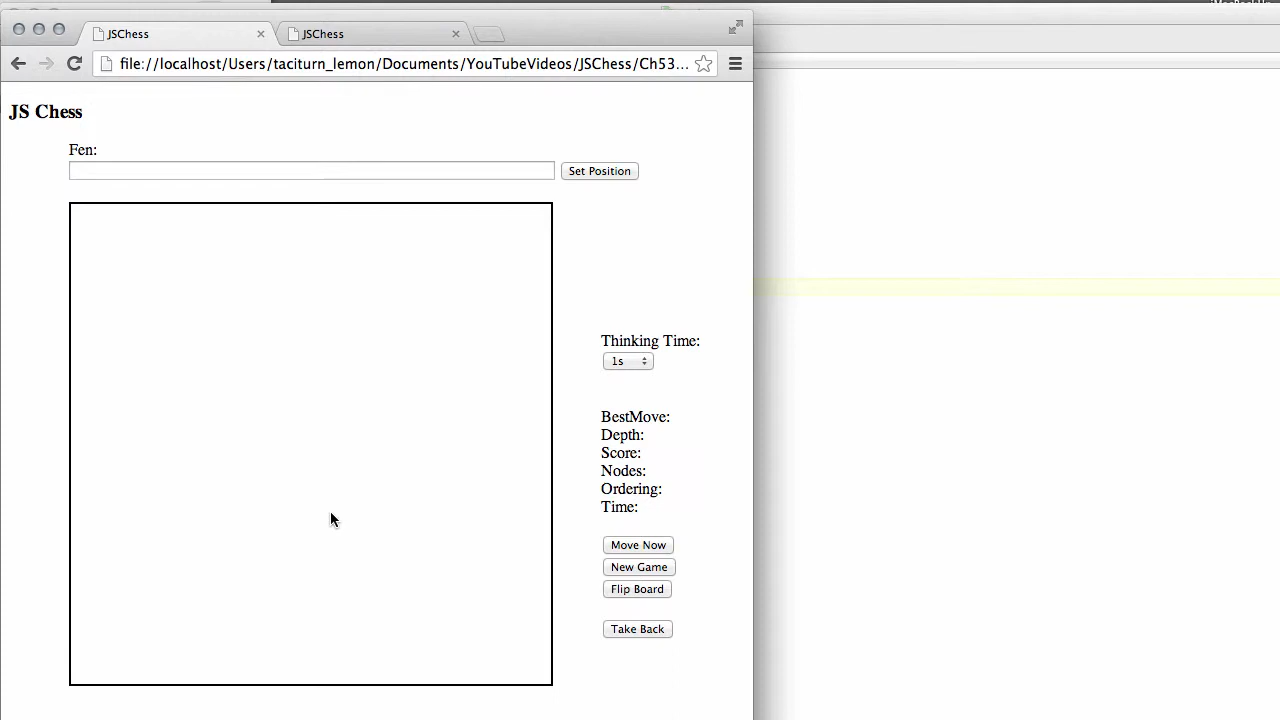 JSChess
JSChess
file://localhost/Users/taciturn_lemon/Documents/YouTubeVideos/JSChess/Ch53...
JS Chess
Fen:
Set Position
Thinking Time:
1s
BestMove:
Depth:
Score:
Nodes:
Ordering:
Time:
Move Now
New Game
Flip Board
Take Back